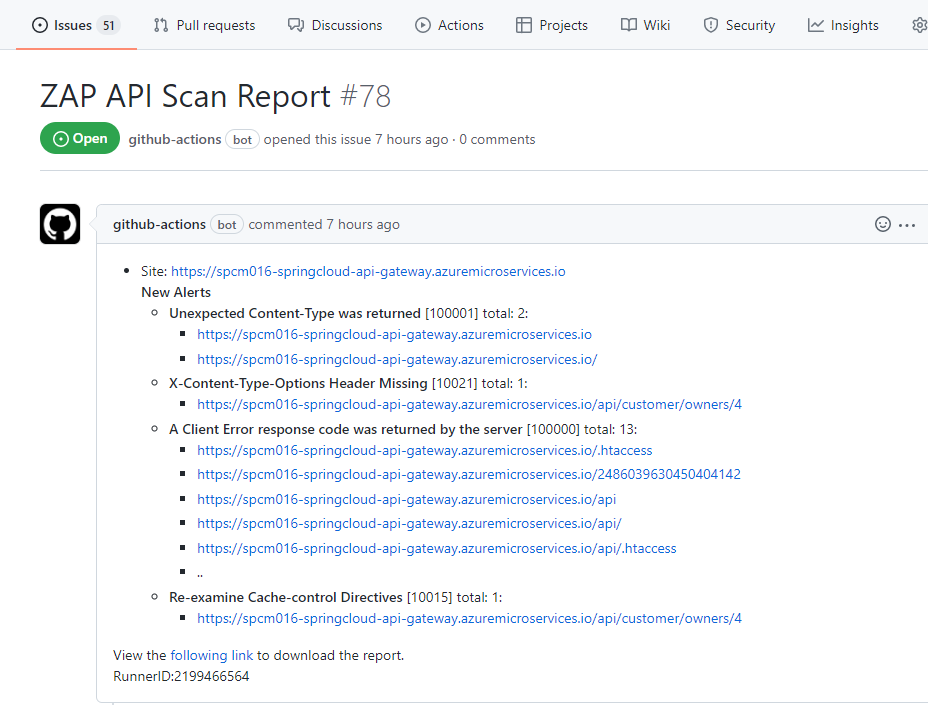 Issues 51 Pull requests Discussions Actions Projects Wiki Security Insights
ZAP API Scan Report #78
Open github-actions bot opened this issue 7 hours ago · 0 comments
github-actions bot commented 7 hours ago
Site: https://spcm016-springcloud-api-gateway.azuremicroservices.io
New Alerts
Unexpected Content-Type was returned [100001] total: 2:
https://spcm016-springcloud-api-gateway.azuremicroservices.io
https://spcm016-springcloud-api-gateway.azuremicroservices.io/
X-Content-Type-Options Header Missing [10021] total: 1:
https://spcm016-springcloud-api-gateway.azuremicroservices.io/api/customer/owners/4
A Client Error response code was returned by the server [100000] total: 13:
https://spcm016-springcloud-api-gateway.azuremicroservices.io/.htaccess
https://spcm016-springcloud-api-gateway.azuremicroservices.io/2486039630450404142
https://spcm016-springcloud-api-gateway.azuremicroservices.io/api
https://spcm016-springcloud-api-gateway.azuremicroservices.io/api/
https://spcm016-springcloud-api-gateway.azuremicroservices.io/api/.htaccess
..
Re-examine Cache-control Directives [10015] total: 1:
https://spcm016-springcloud-api-gateway.azuremicroservices.io/api/customer/owners/4
View the following link to download the report.
RunnerID:2199466564